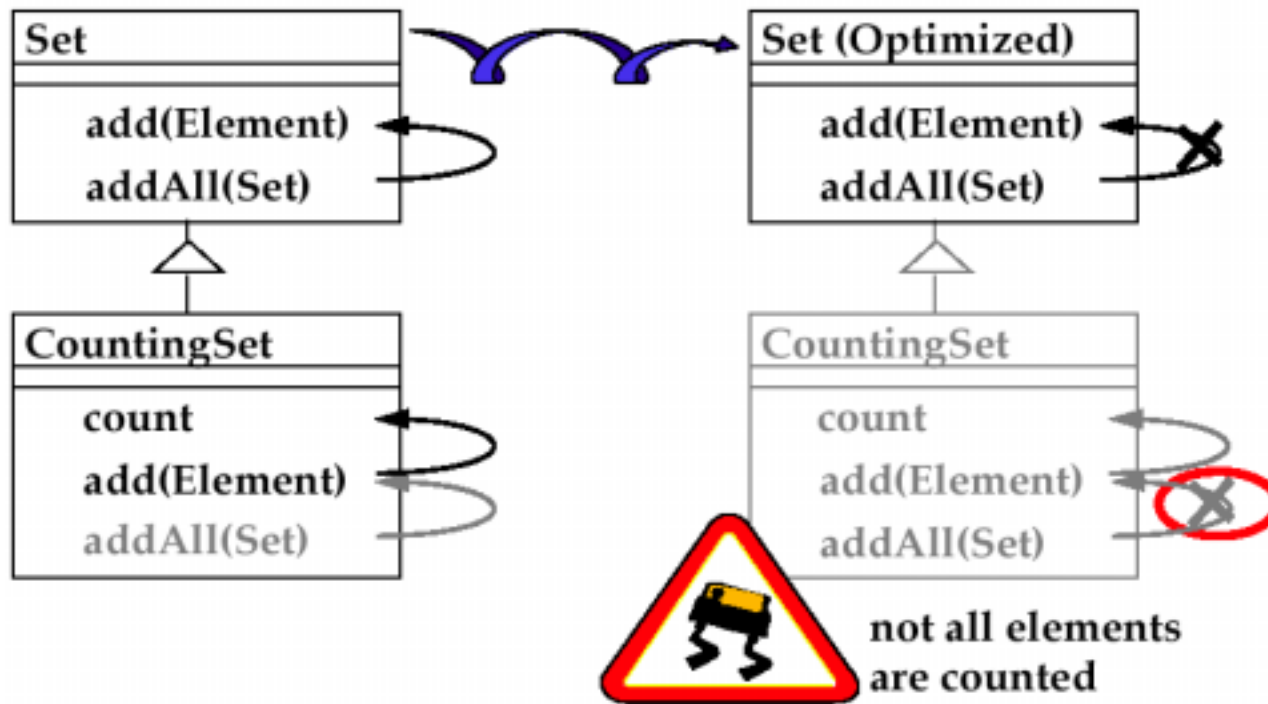 Set
add(Element)
addAll(Set)
CountingSet
count
add(Element)
addAll(Set)
Set (Optimized)
add(Element)
addAll(Set)
CountingSet
count
add(Element)
addAll(Set)
not all elements
are counted